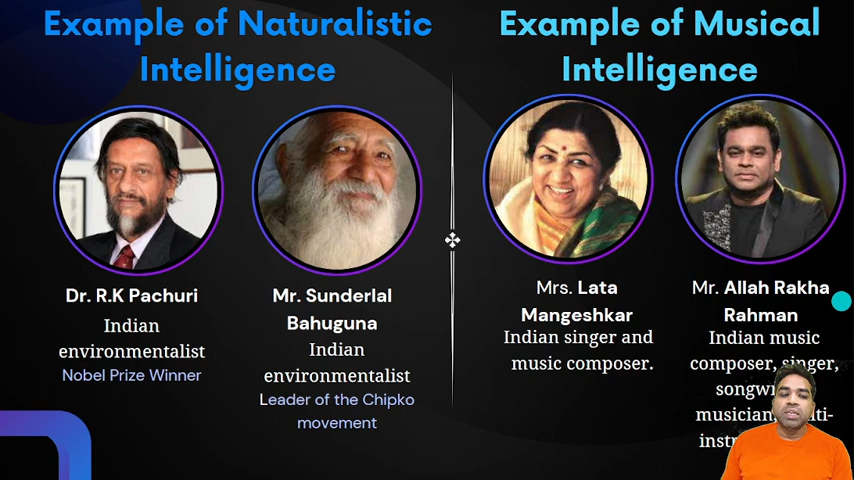 Example of Naturalistic
Intelligence
Dr. R.K Pachuri
Indian
environmentalist
Nobel Prize Winner
Mr. Sunderlal
Bahuguna
Indian
environmentalist
Leader of the Chipko
movement
Example of Musical
Intelligence
Mrs. Lata
Mangeshkar
Indian singer and
music composer.
Mr. Allah Rakha
Rahman
Indian music
composer, singer,